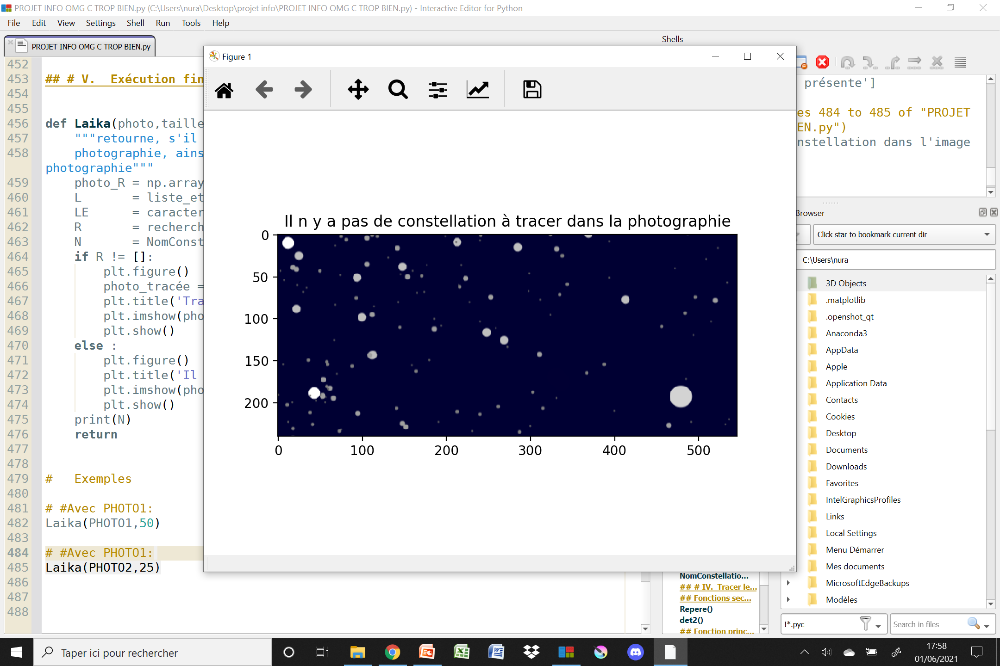 PROJET INFO OMG C TROP BIEN.py (C:\Users\nura\Desktop\projet info\PROJET INFO OMG C TROP BIEN.py) - Interactive Editor for Python
File Edit View Settings Shell Run Tools Help
Shells
PROJET INFO OMG C TROP BIEN.py
452
453 ## # V.  Exécution fin
454
455
456 def Laika(photo,taille
457     """retourne, s'il
458     photographie, ains
photographie"""
459     photo_R = np.array
460     L       = liste_et
461     LE      = caracter
462     R       = recherch
463     N       = NomConst
464     if R != []:
465         plt.figure()
466         photo_tracée =
467         plt.title('Tra
468         plt.imshow(pho
469         plt.show()
470     else :
471         plt.figure()
472         plt.title('Il
473         plt.imshow(pho
474         plt.show()
475     print(N)
476     return
477
478
479 #   Exemples
480
481 # #Avec PHOTO1:
482 Laika(PHOTO1,50)
483
484 # #Avec PHOTO1:
485 Laika(PHOTO2,25)
486
487
488
Figure 1
Il n y a pas de constellation à tracer dans la photographie
0
50
100
150
200
0 100 200 300 400 500
présente']
es 484 to 485 of "PROJET
EN.py")
nstellation dans l'image
Browser
Click star to bookmark current dir
C:\Users\nura
3D Objects
.matplotlib
.openshot_qt
Anaconda3
AppData
Apple
Application Data
Contacts
Cookies
Desktop
Documents
Downloads
Favorites
IntelGraphicsProfiles
Links
Local Settings
Menu Démarrer
Mes documents
MicrosoftEdgeBackups
Modèles
!*.pyc
Search in files
NomConstellatio...
## # IV.  Tracer le...
## Fonctions sec...
Repere()
det2()
## Fonction princ...
Taper ici pour rechercher
17:58
01/06/2021